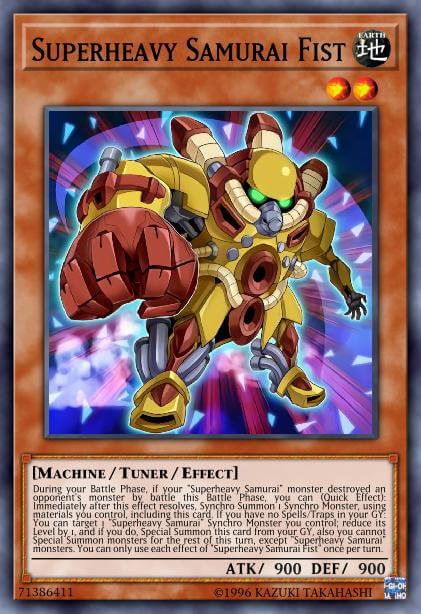 Superheavy Samurai Fist
EARTH
地
[Machine / Tuner / Effect]
During your Battle Phase, if your "Superheavy Samurai" monster destroyed an
opponent's monster by battle this Battle Phase, you can (Quick Effect):
Immediately after this effect resolves, Synchro Summon 1 Synchro Monster, using
materials you control, including this card. If you have no Spells/Traps in your GY:
You can target 1 "Superheavy Samurai" Synchro Monster you control; reduce its
Level by 1, and if you do, Special Summon this card from your GY, also you cannot
Special Summon monsters for the rest of this turn, except "Superheavy Samurai"
monsters. You can only use each effect of "Superheavy Samurai Fist" once per turn.
ATK/ 900 DEF/ 900
71386411 ©1996 KAZUKI TAKAHASHI